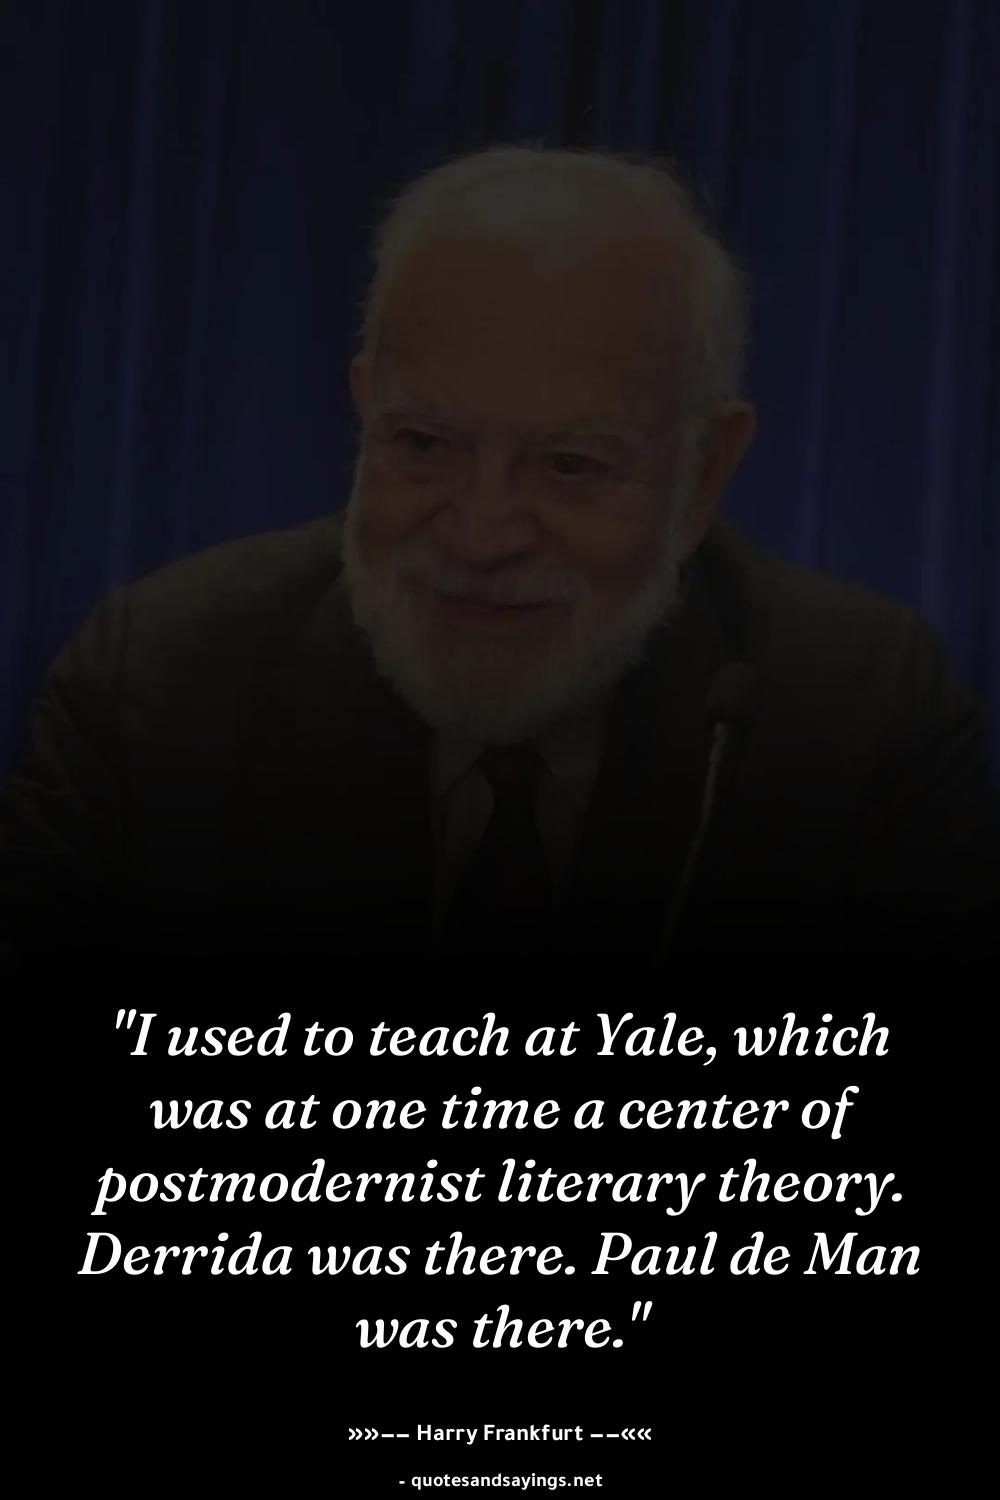 "I used to teach at Yale, which
was at one time a center of
postmodernist literary theory.
Derrida was there. Paul de Man
was there."
»»−− Harry Frankfurt −−««
- quotesandsayings.net